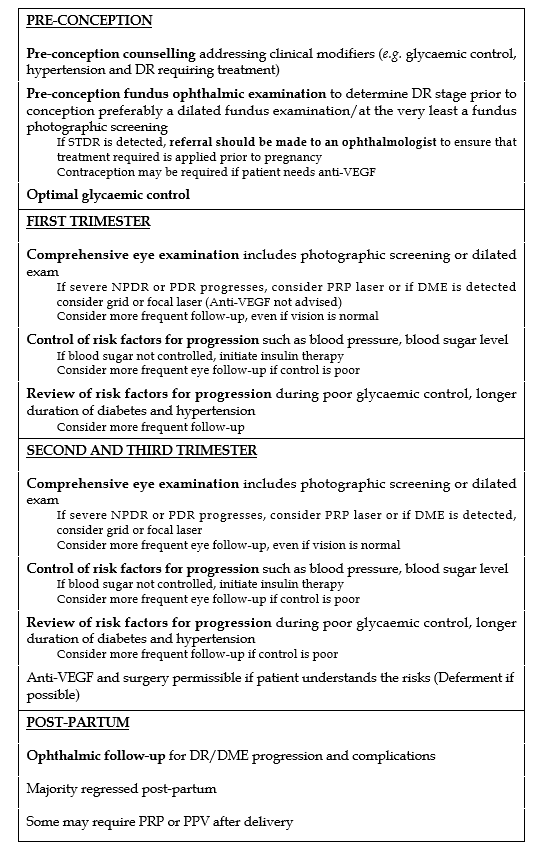 PRE-CONCEPTION
Pre-conception counselling addressing clinical modifiers (e.g. glycaemic control,
hypertension and DR requiring treatment)
Pre-conception fundus ophthalmic examination to determine DR stage prior to
conception preferably a dilated fundus examination/at the very least a fundus
photographic screening
If STDR is detected, referral should be made to an ophthalmologist to ensure that
treatment required is applied prior to pregnancy
Contraception may be required if patient needs anti-VEGF
Optimal glycaemic control
FIRST TRIMESTER
Comprehensive eye examination includes photographic screening or dilated
exam
If severe NPDR or PDR progresses, consider PRP laser or if DME is detected
consider grid or focal laser (Anti-VEGF not advised)
Consider more frequent follow-up, even if vision is normal
Control of risk factors for progression such as blood pressure, blood sugar level
If blood sugar not controlled, initiate insulin therapy
Consider more frequent eye follow-up if control is poor
Review of risk factors for progression during poor glycaemic control, longer
duration of diabetes and hypertension
Consider more frequent follow-up
SECOND AND THIRD TRIMESTER
Comprehensive eye examination includes photographic screening or dilated
exam
If severe NPDR or PDR progresses, consider PRP laser or if DME is detected,
consider grid or focal laser
Consider more frequent eye follow-up, even if vision is normal
Control of risk factors for progression such as blood pressure, blood sugar level
If blood sugar not controlled, initiate insulin therapy
Consider more frequent eye follow-up if control is poor
Review of risk factors for progression during poor glycaemic control, longer
duration of diabetes and hypertension
Consider more frequent follow-up if control is poor
Anti-VEGF and surgery permissible if patient understands the risks (Deferment if
possible)
POST-PARTUM
Ophthalmic follow-up for DR/DME progression and complications
Majority regressed post-partum
Some may require PRP or PPV after delivery